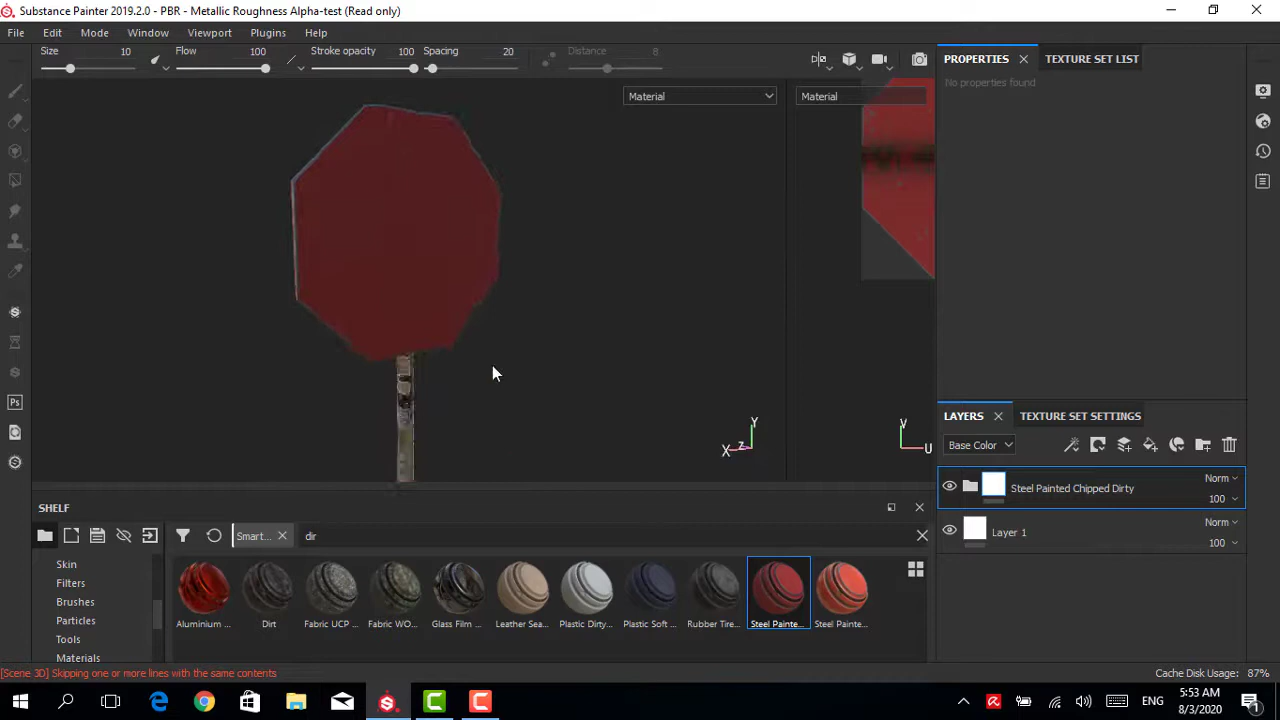 Substance Painter 2019.2.0 - PBR - Metallic Roughness Alpha-test (Read only)
File Edit Mode Window Viewport Plugins Help
Size 10 Flow 100 Stroke opacity 100 Spacing 20 Distance 8
PROPERTIES TEXTURE SET LIST
No properties found
Material Material
Y X Z V U
LAYERS TEXTURE SET SETTINGS
Base Color
Steel Painted Chipped Dirty Norm 100
Layer 1 Norm 100
SHELF
Smart... dir
Skin
Filters
Brushes
Particles
Tools
Materials
Aluminium ... Dirt Fabric UCP ... Fabric WO... Glass Film ... Leather Sea... Plastic Dirty... Plastic Soft ... Rubber Tire... Steel Painte... Steel Painte...
[Scene 3D] Skipping one or more lines with the same contents
Cache Disk Usage: 87%
Ps
ENG
5:53 AM
8/3/2020
1